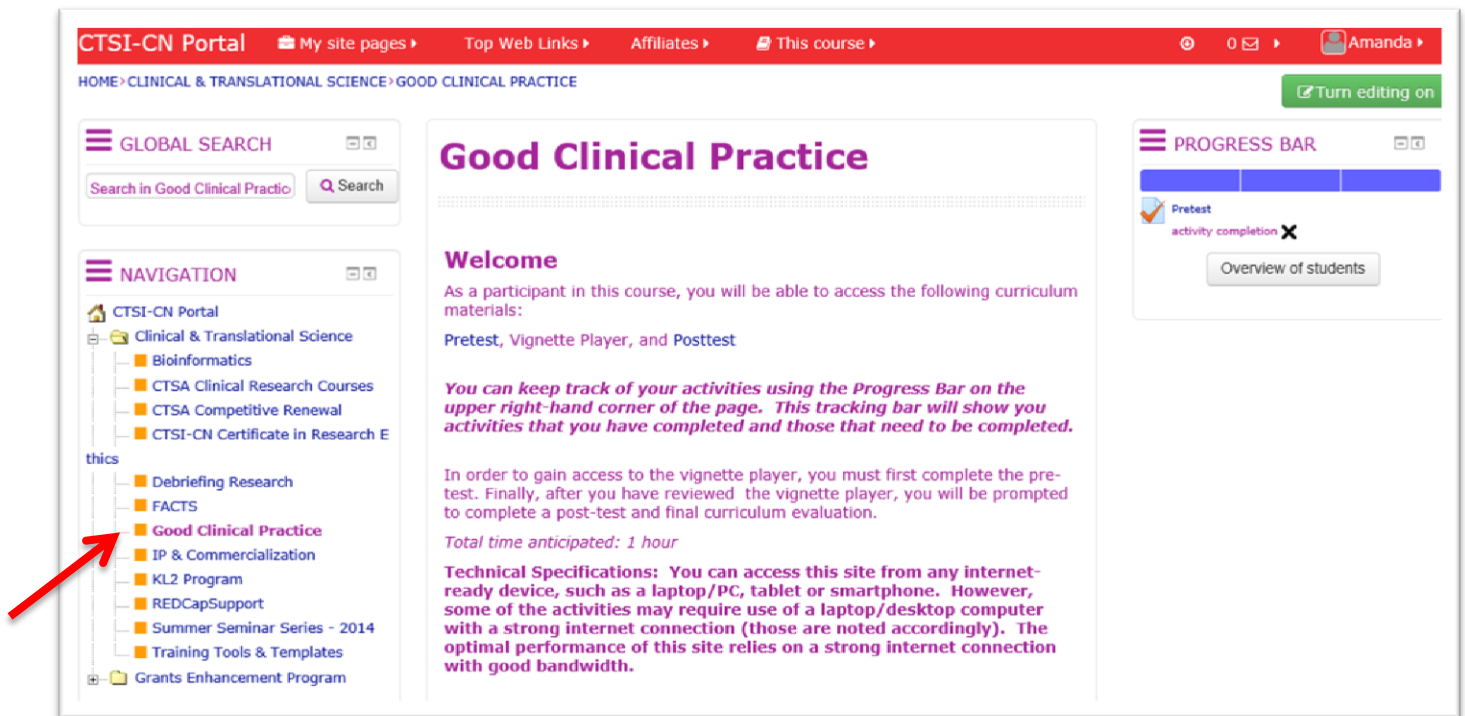 CTSI-CN Portal My site pages Top Web Links Affiliates This course 0 Amanda
HOME>CLINICAL & TRANSLATIONAL SCIENCE>GOOD CLINICAL PRACTICE
Turn editing on
GLOBAL SEARCH
Search in Good Clinical Practic Search
NAVIGATION
CTSI-CN Portal
Clinical & Translational Science
Bioinformatics
CTSA Clinical Research Courses
CTSA Competitive Renewal
CTSI-CN Certificate in Research E
thics
Debriefing Research
FACTS
Good Clinical Practice
IP & Commercialization
KL2 Program
REDCapSupport
Summer Seminar Series - 2014
Training Tools & Templates
Grants Enhancement Program
Good Clinical Practice
Welcome
As a participant in this course, you will be able to access the following curriculum
materials:
Pretest, Vignette Player, and Posttest
You can keep track of your activities using the Progress Bar on the
upper right-hand corner of the page. This tracking bar will show you
activities that you have completed and those that need to be completed.
In order to gain access to the vignette player, you must first complete the pre-
test. Finally, after you have reviewed the vignette player, you will be prompted
to complete a post-test and final curriculum evaluation.
Total time anticipated: 1 hour
Technical Specifications: You can access this site from any internet-
ready device, such as a laptop/PC, tablet or smartphone. However,
some of the activities may require use of a laptop/desktop computer
with a strong internet connection (those are noted accordingly). The
optimal performance of this site relies on a strong internet connection
with good bandwidth.
PROGRESS BAR
Pretest
activity completion
Overview of students